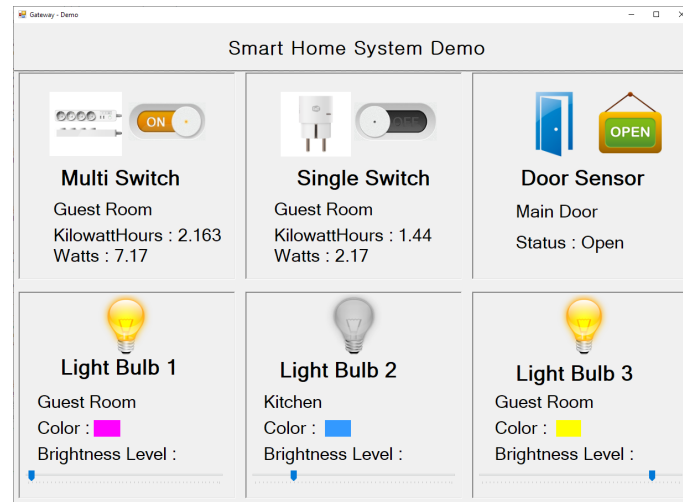 Gateway - Demo
Smart Home System Demo
ON
OFF
OPEN
Multi Switch
Single Switch
Door Sensor
Guest Room
KilowattHours : 2.163
Watts : 7.17
Guest Room
KilowattHours : 1.44
Watts : 2.17
Main Door
Status : Open
Light Bulb 1
Light Bulb 2
Light Bulb 3
Guest Room
Color :
Brightness Level :
Kitchen
Color :
Brightness Level :
Guest Room
Color :
Brightness Level :